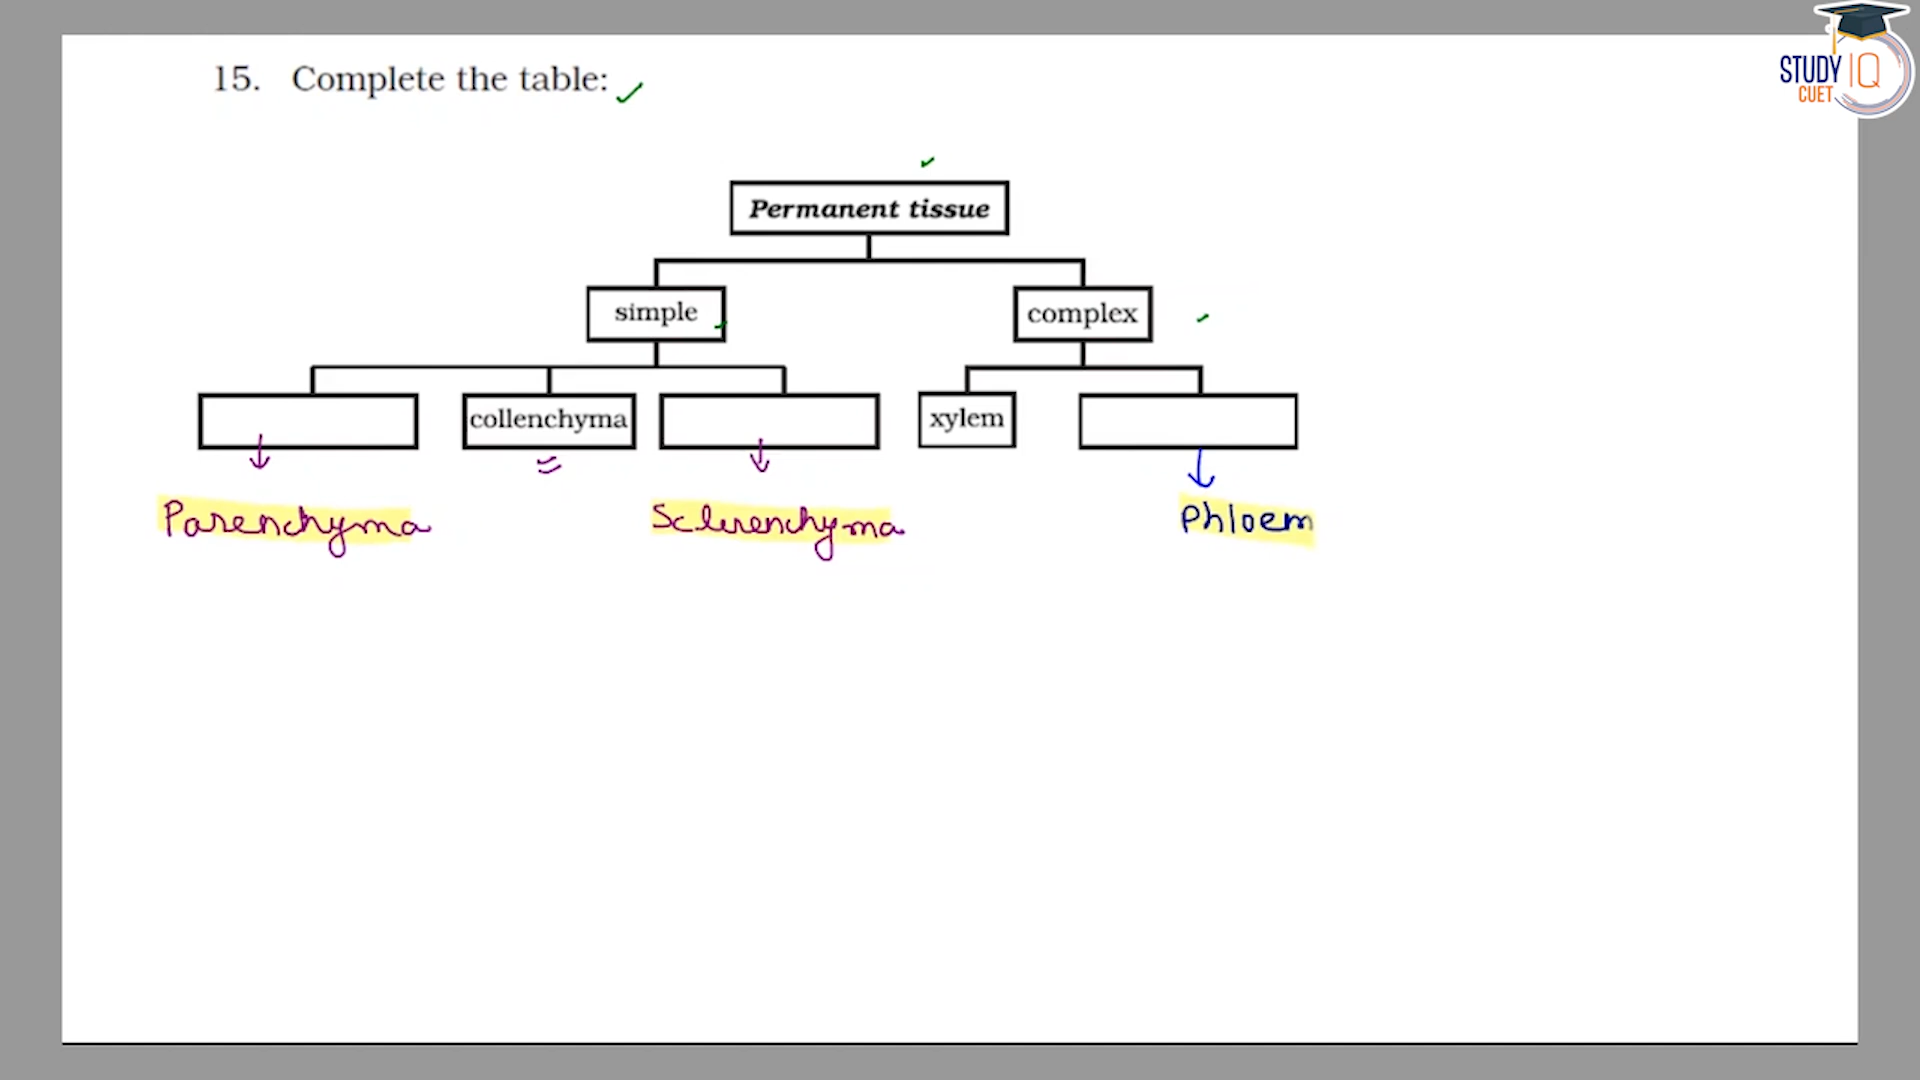 STUDY IQ
CUET
15. Complete the table:
Permanent tissue
simple
complex
collenchyma
xylem
Parenchyma
Sclerenchyma
Phloem